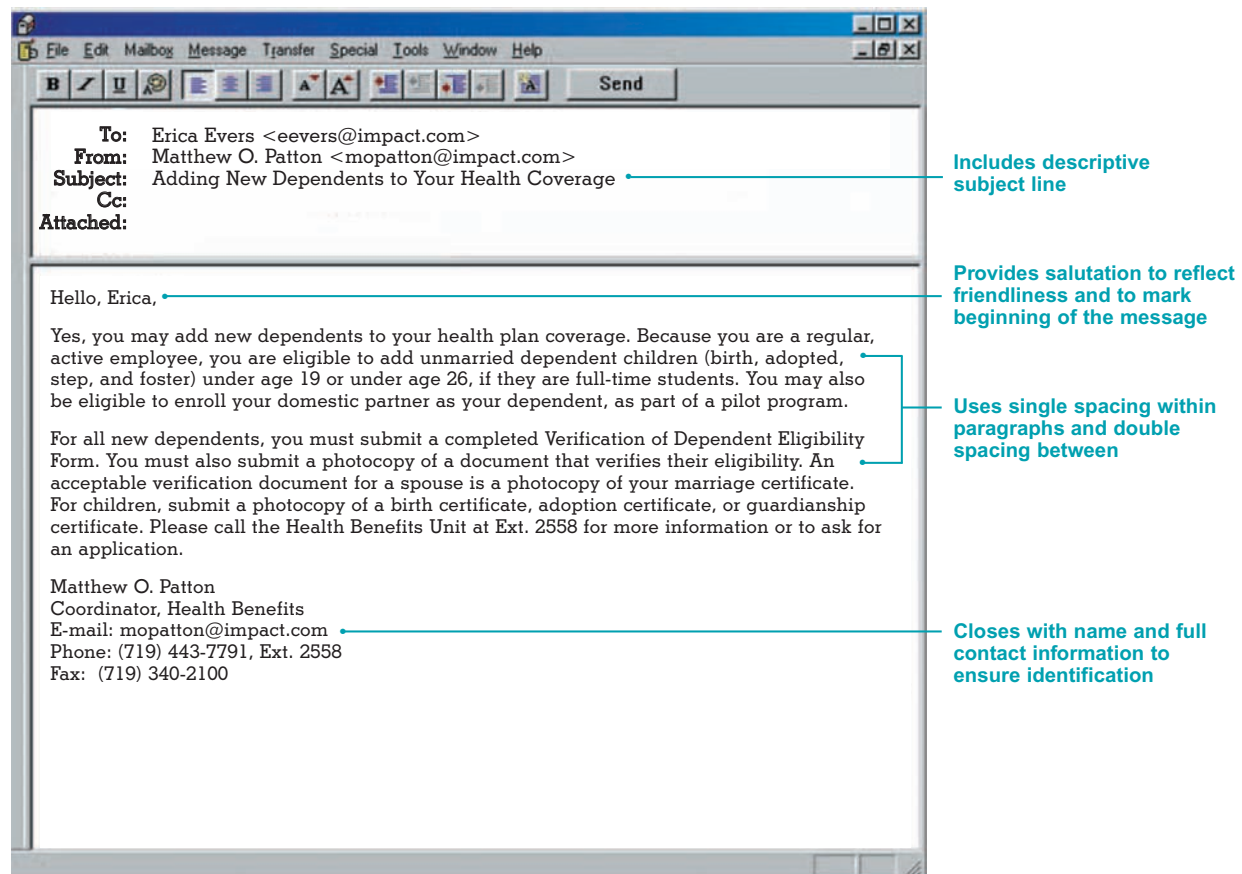 File Edit Mailbox Message Transfer Special Tools Window Help
B I U A A A Send
To: Erica Evers <eevers@impact.com>
From: Matthew O. Patton <mopatton@impact.com>
Subject: Adding New Dependents to Your Health Coverage
Cc:
Attached:
Includes descriptive
subject line
Hello, Erica,
Provides salutation to reflect
friendliness and to mark
beginning of the message
Yes, you may add new dependents to your health plan coverage. Because you are a regular,
active employee, you are eligible to add unmarried dependent children (birth, adopted,
step, and foster) under age 19 or under age 26, if they are full-time students. You may also
be eligible to enroll your domestic partner as your dependent, as part of a pilot program.
Uses single spacing within
paragraphs and double
spacing between
For all new dependents, you must submit a completed Verification of Dependent Eligibility
Form. You must also submit a photocopy of a document that verifies their eligibility. An
acceptable verification document for a spouse is a photocopy of your marriage certificate.
For children, submit a photocopy of a birth certificate, adoption certificate, or guardianship
certificate. Please call the Health Benefits Unit at Ext. 2558 for more information or to ask for
an application.
Matthew O. Patton
Coordinator, Health Benefits
E-mail: mopatton@impact.com
Phone: (719) 443-7791, Ext. 2558
Fax: (719) 340-2100
Closes with name and full
contact information to
ensure identification